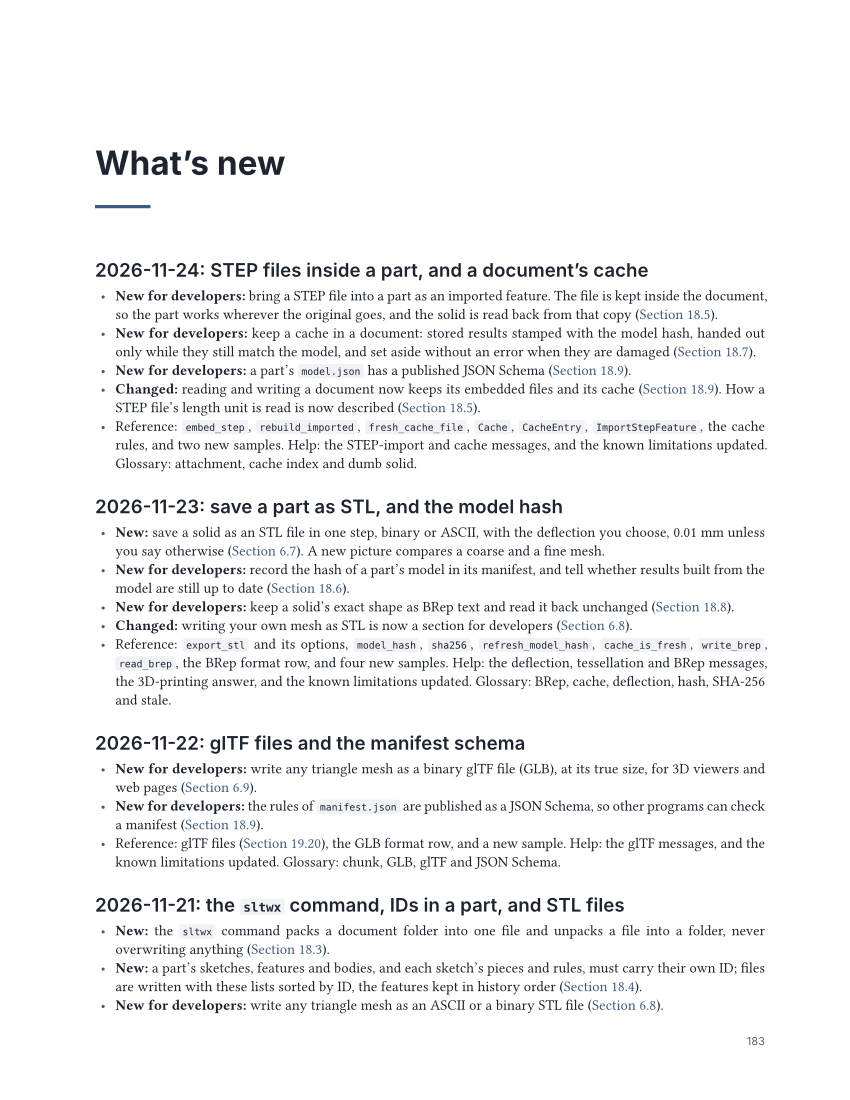 What's new
2026-11-24: STEP files inside a part, and a document's cache
• New for developers: bring a STEP file into a part as an imported feature. The file is kept inside the document,
so the part works wherever the original goes, and the solid is read back from that copy (Section 18.5).
• New for developers: keep a cache in a document: stored results stamped with the model hash, handed out
only while they still match the model, and set aside without an error when they are damaged (Section 18.7).
• New for developers: a part's model.json has a published JSON Schema (Section 18.9).
• Changed: reading and writing a document now keeps its embedded files and its cache (Section 18.9). How a
STEP file's length unit is read is now described (Section 18.5).
• Reference: embed_step, rebuild_imported, fresh_cache_file, Cache, CacheEntry, ImportStepFeature, the cache
rules, and two new samples. Help: the STEP-import and cache messages, and the known limitations updated.
Glossary: attachment, cache index and dumb solid.
2026-11-23: save a part as STL, and the model hash
• New: save a solid as an STL file in one step, binary or ASCII, with the deflection you choose, 0.01 mm unless
you say otherwise (Section 6.7). A new picture compares a coarse and a fine mesh.
• New for developers: record the hash of a part's model in its manifest, and tell whether results built from the
model are still up to date (Section 18.6).
• New for developers: keep a solid's exact shape as BRep text and read it back unchanged (Section 18.8).
• Changed: writing your own mesh as STL is now a section for developers (Section 6.8).
• Reference: export_stl and its options, model_hash, sha256, refresh_model_hash, cache_is_fresh, write_brep,
read_brep, the BRep format row, and four new samples. Help: the deflection, tessellation and BRep messages,
the 3D-printing answer, and the known limitations updated. Glossary: BRep, cache, deflection, hash, SHA-256
and stale.
2026-11-22: glTF files and the manifest schema
• New for developers: write any triangle mesh as a binary glTF file (GLB), at its true size, for 3D viewers and
web pages (Section 6.9).
• New for developers: the rules of manifest.json are published as a JSON Schema, so other programs can check
a manifest (Section 18.9).
• Reference: glTF files (Section 19.20), the GLB format row, and a new sample. Help: the glTF messages, and the
known limitations updated. Glossary: chunk, GLB, glTF and JSON Schema.
2026-11-21: the sltwx command, IDs in a part, and STL files
• New: the sltwx command packs a document folder into one file and unpacks a file into a folder, never
overwriting anything (Section 18.3).
• New: a part's sketches, features and bodies, and each sketch's pieces and rules, must carry their own ID; files
are written with these lists sorted by ID, the features kept in history order (Section 18.4).
• New for developers: write any triangle mesh as an ASCII or a binary STL file (Section 6.8).
183